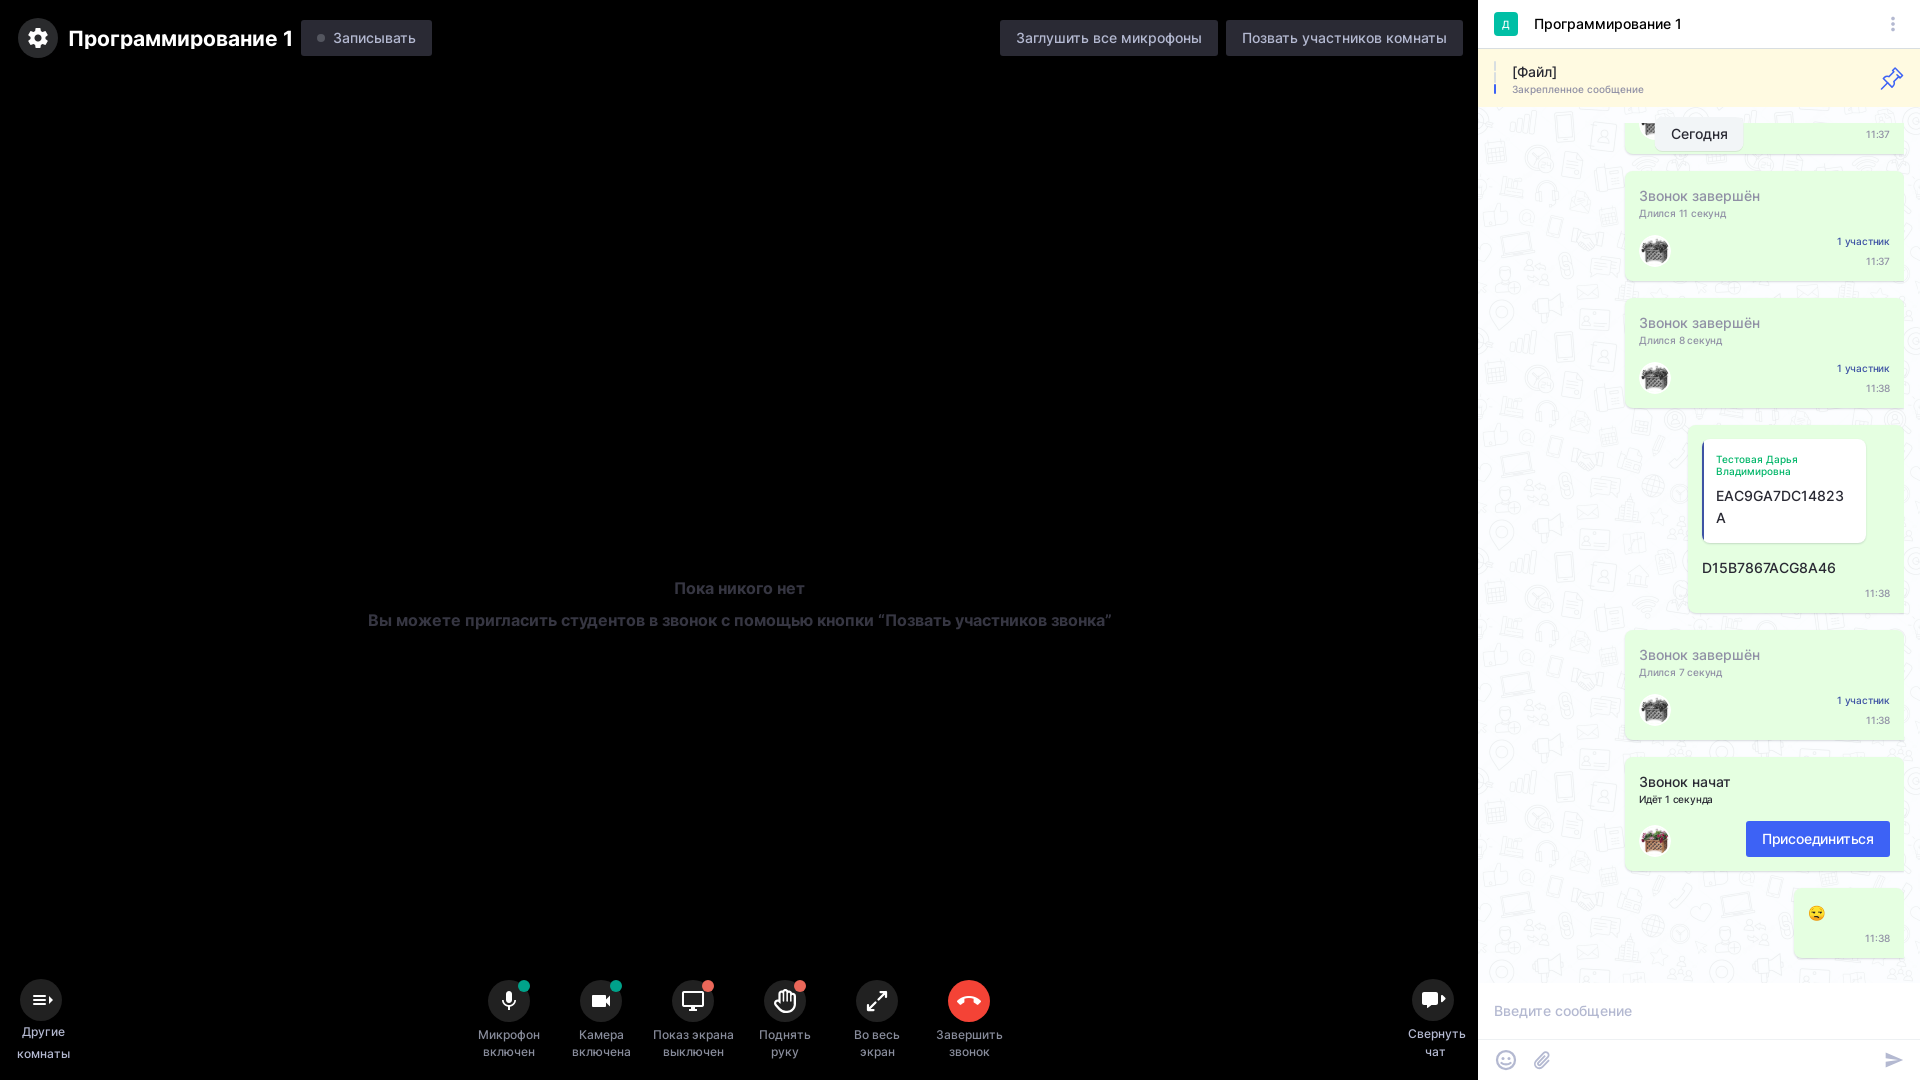 Программирование 1
Записывать
Заглушить все микрофоны
Позвать участников комнаты
Пока никого нет
Вы можете пригласить студентов в звонок с помощью кнопки “Позвать участников звонка”
Другие
комнаты
Микрофон
включен
Камера
включена
Показ экрана
выключен
Поднять
руку
Во весь
экран
Завершить
звонок
Свернуть
чат
Д
Программирование 1
[Файл]
Закрепленное сообщение
Сегодня
11:37
Звонок завершён
Длился 11 секунд
1 участник
11:37
Звонок завершён
Длился 8 секунд
1 участник
11:38
Тестовая Дарья
Владимировна
EAC9GA7DC14823
A
D15B7867ACG8A46
11:38
Звонок завершён
Длился 7 секунд
1 участник
11:38
Звонок начат
Идёт 1 секунда
Присоединиться
11:38
Введите сообщение